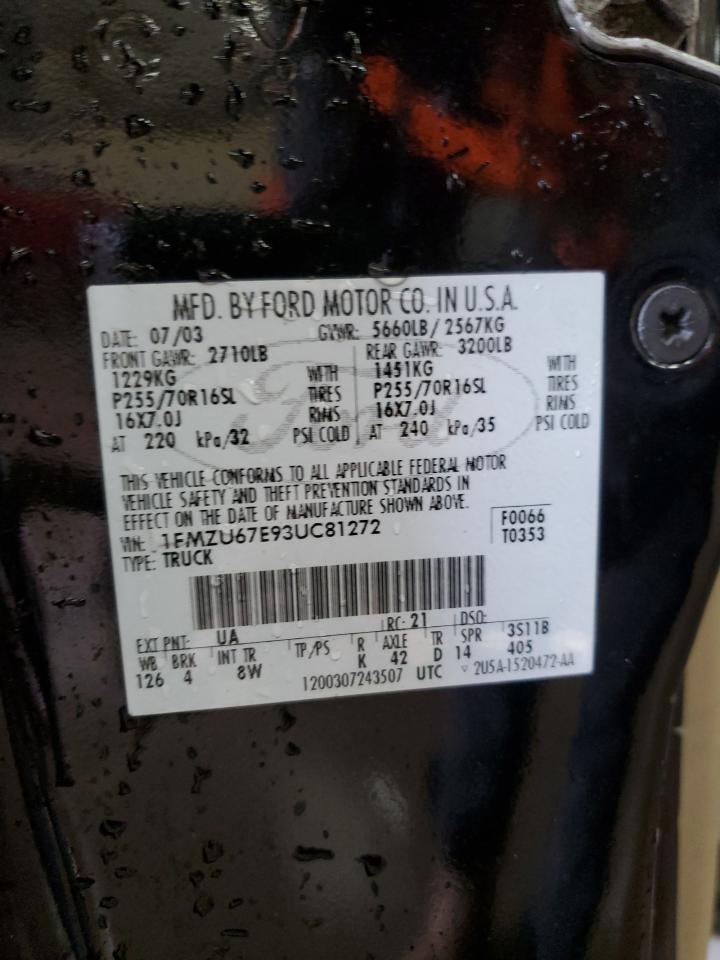 MFD. BY FORD MOTOR CO. IN U.S.A.
DATE: 07/03 GVWR: 5660LB/ 2567KG
FRONT GAWR: 2710LB REAR GAWR: 3200LB
1229KG WITH 1451KG WITH
P255/70R16SL TIRES P255/70R16SL TIRES
16X7.0J RIMS 16X7.0J RIMS
AT 220 kPa/32 PSI COLD AT 240 kPa/35 PSI COLD
THIS VEHICLE CONFORMS TO ALL APPLICABLE FEDERAL MOTOR
VEHICLE SAFETY AND THEFT PREVENTION STANDARDS IN
EFFECT ON THE DATE OF MANUFACTURE SHOWN ABOVE.
VIN: 1FMZU67E93UC81272 F0066
TYPE: TRUCK T0353
EXT PNT: UA RC: 21 DSO:
WB BRK INT TR TP/PS R AXLE TR SPR 3S11B
126 4 8W K 42 D 14 405
1200307243507 UTC ▽ 2U5A-1520472-AA
Ford